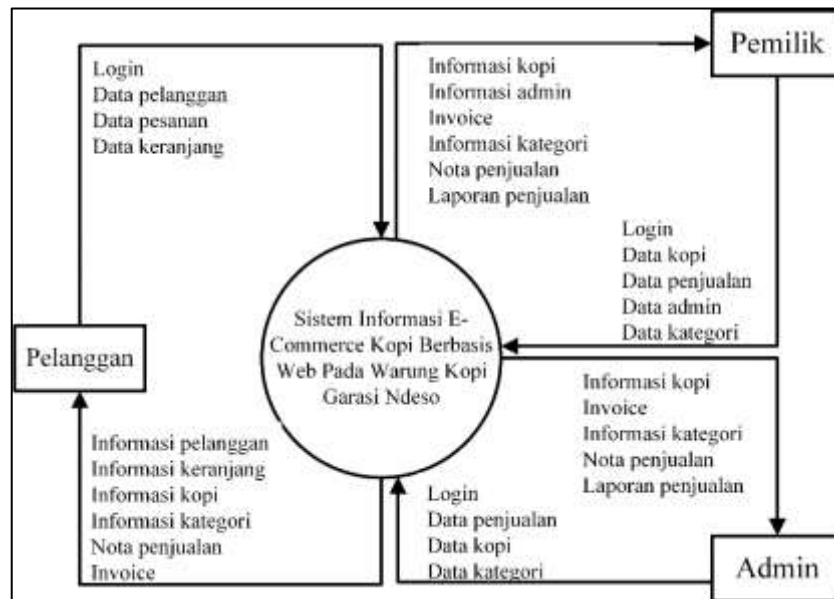 Pemilik
Login
Data pelanggan
Data pesanan
Data keranjang
Informasi kopi
Informasi admin
Invoice
Informasi kategori
Nota penjualan
Laporan penjualan
Login
Data kopi
Data penjualan
Data admin
Data kategori
Sistem Informasi E-
Commerce Kopi Berbasis
Web Pada Warung Kopi
Garasi Ndeso
Pelanggan
Informasi kopi
Invoice
Informasi kategori
Nota penjualan
Laporan penjualan
Informasi pelanggan
Informasi keranjang
Informasi kopi
Informasi kategori
Nota penjualan
Invoice
Login
Data penjualan
Data kopi
Data kategori
Admin